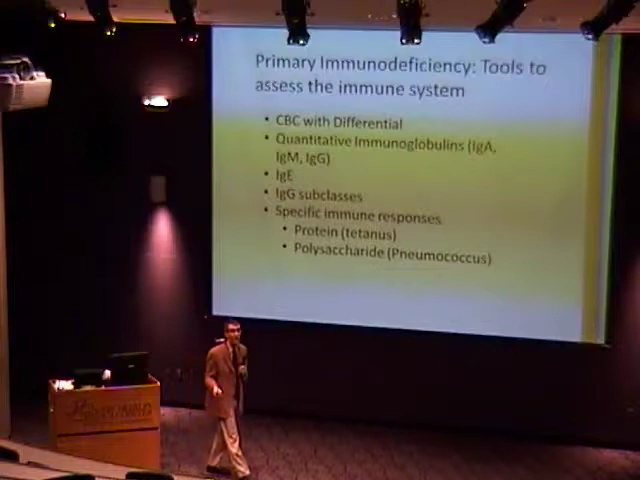 Primary Immunodeficiency: Tools to
assess the immune system
• CBC with Differential
• Quantitative Immunoglobulins (IgA,
IgM, IgG)
• IgE
• IgG subclasses
• Specific immune responses
• Protein (tetanus)
• Polysaccharide (Pneumococcus)